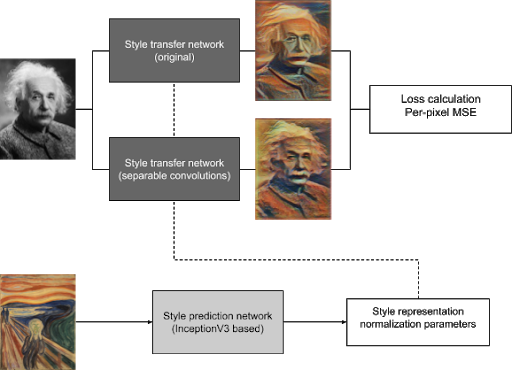 Style transfer network
(original)
Loss calculation
Per-pixel MSE
Style transfer network
(separable convolutions)
Style prediction network
(InceptionV3 based)
Style representation
normalization parameters